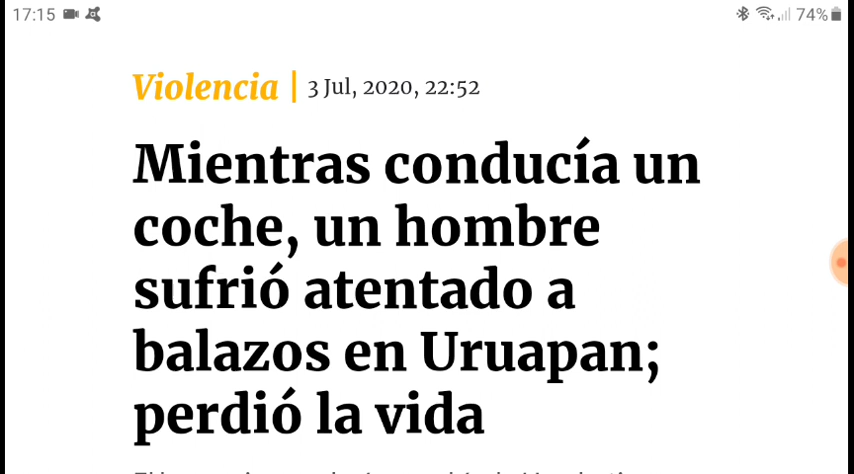 17:15
74%
Violencia | 3 Jul, 2020, 22:52
Mientras conducía un
coche, un hombre
sufrió atentado a
balazos en Uruapan;
perdió la vida